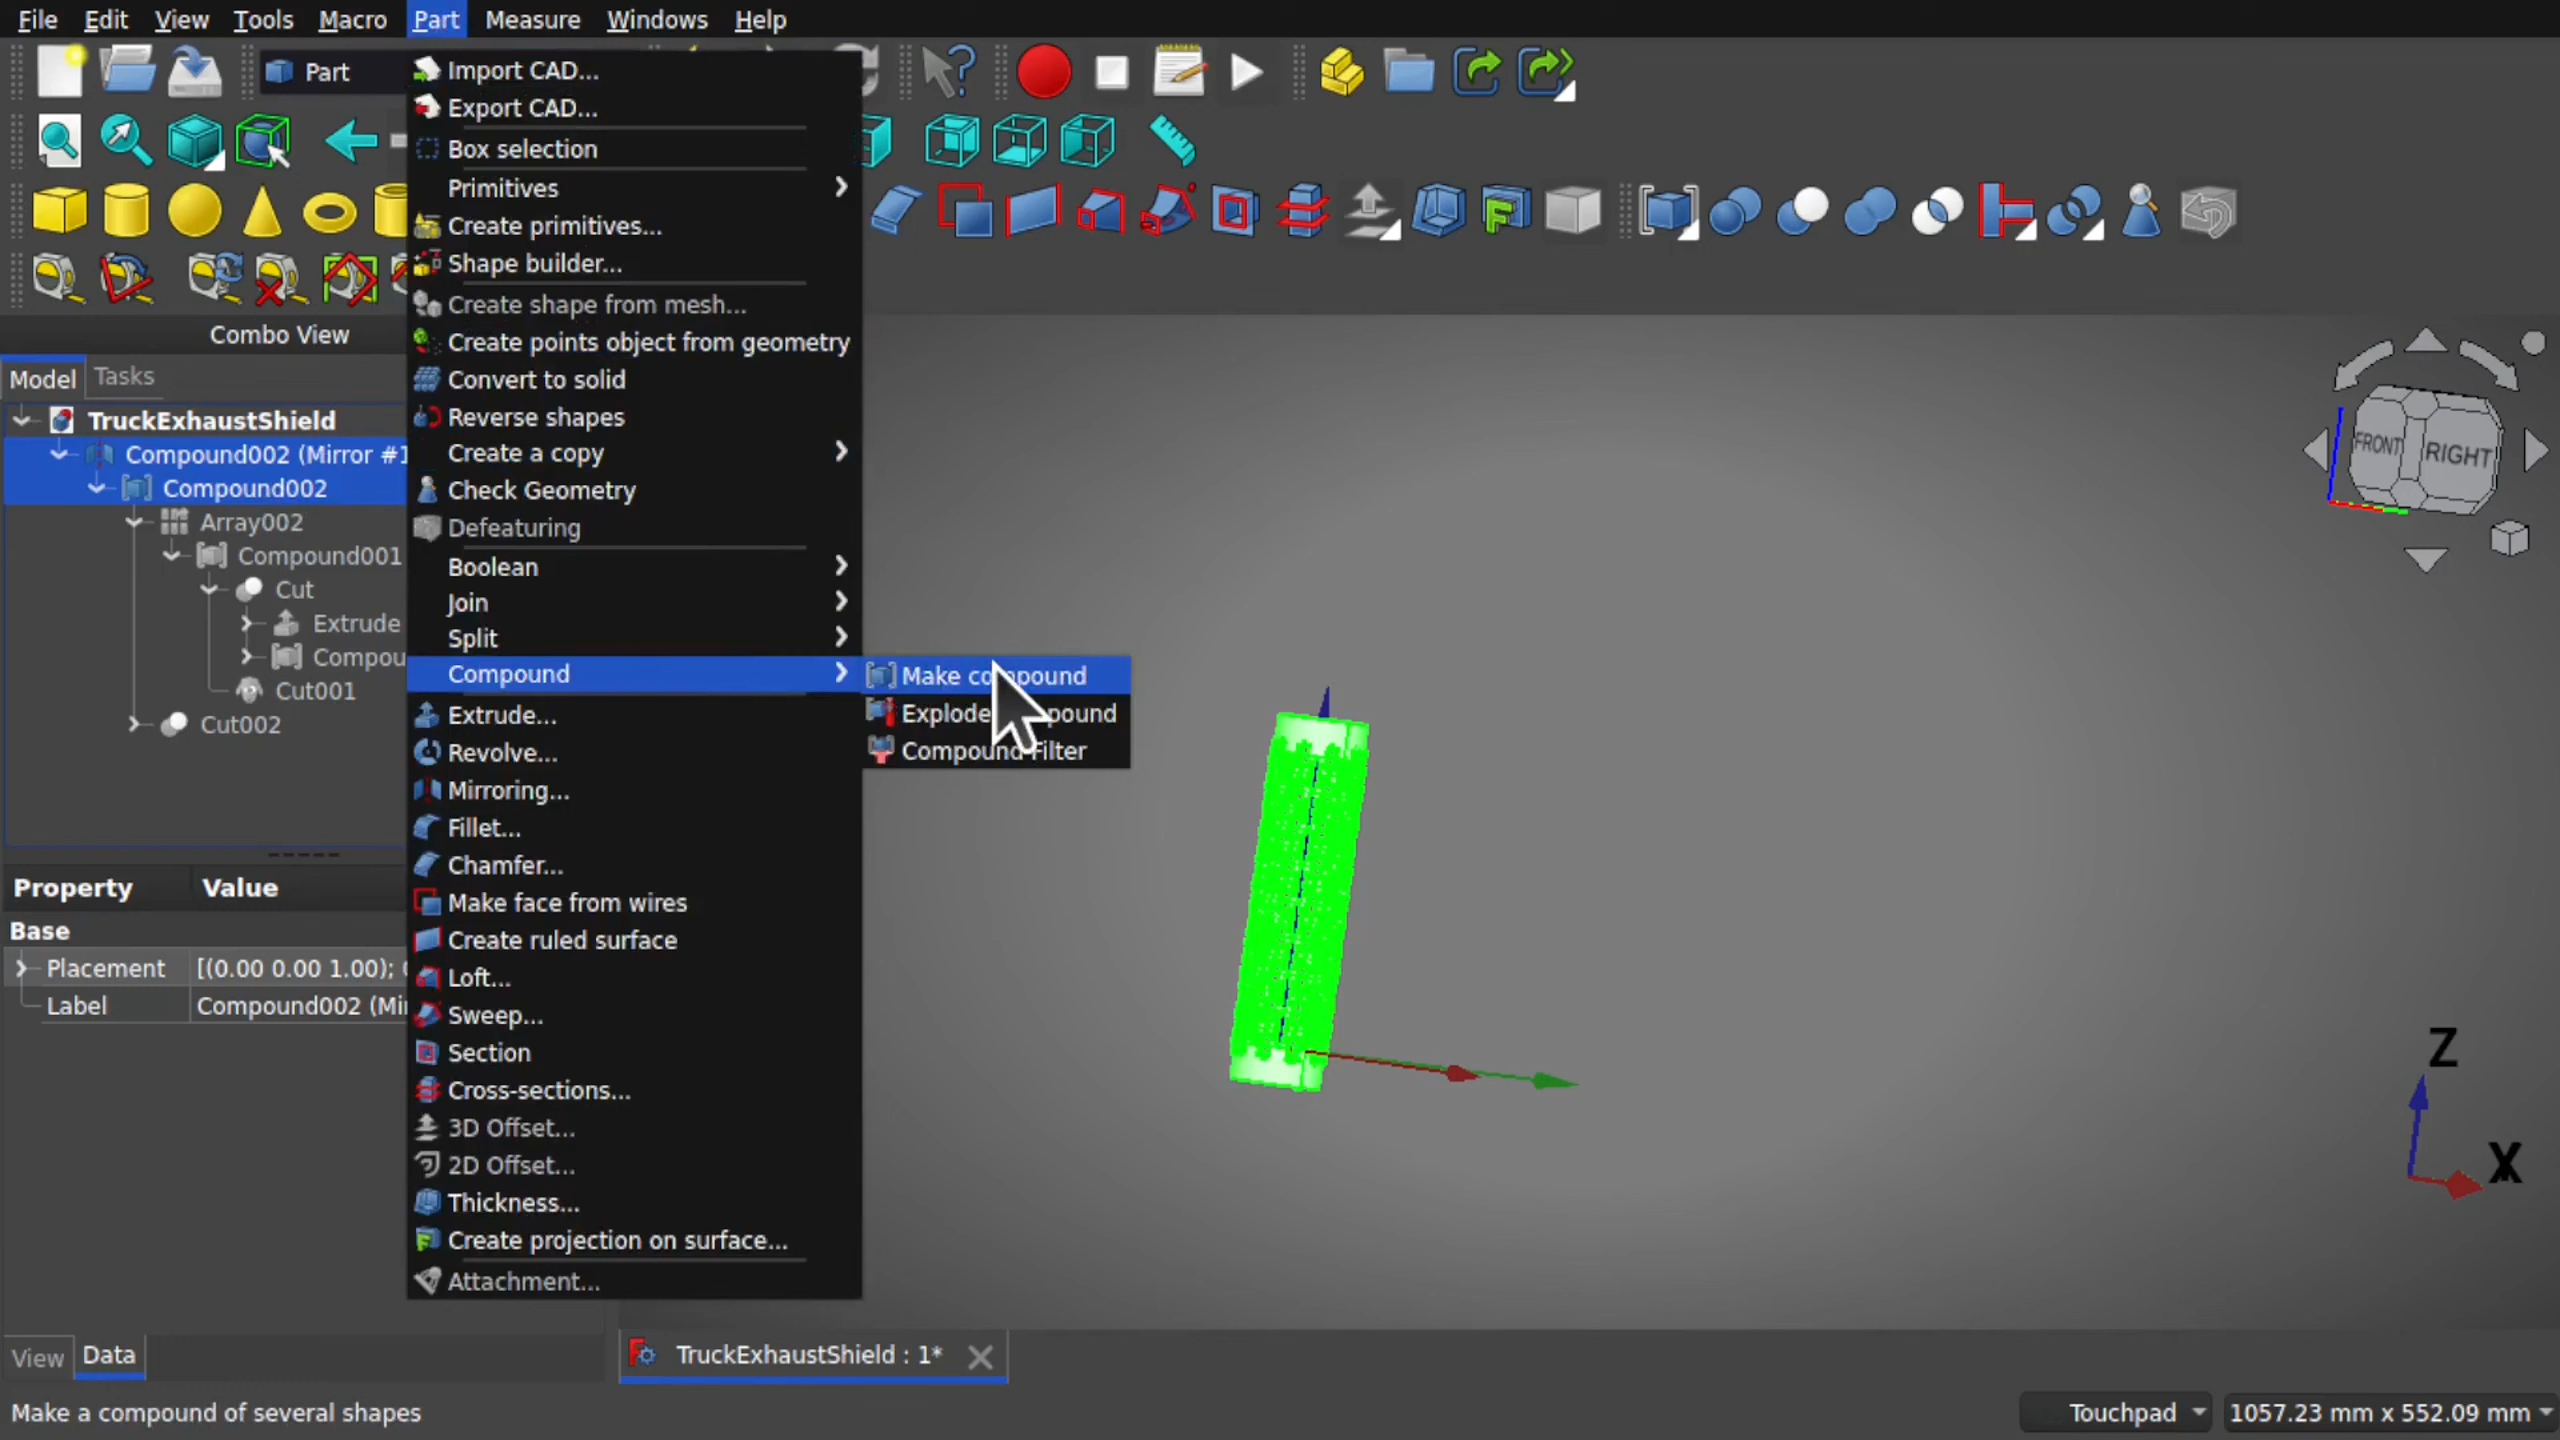 File Edit View Tools Macro Part Measure Windows Help
Part
Import CAD...
Export CAD...
Box selection
Primitives
Create primitives...
Shape builder...
Create shape from mesh...
Create points object from geometry
Convert to solid
Reverse shapes
Create a copy
Check Geometry
Defeaturing
Boolean
Join
Split
Compound
Extrude...
Revolve...
Mirroring...
Fillet...
Chamfer...
Make face from wires
Create ruled surface
Loft...
Sweep...
Section
Cross-sections...
3D Offset...
2D Offset...
Thickness...
Create projection on surface...
Attachment...
Make compound
Explode
Compound Filter
Combo View
Model Tasks
TruckExhaustShield
Compound002 (Mirror #1
Compound002
Array002
Compound001
Cut
Extrude
Compou
Cut001
Cut002
Property Value
Base
Placement [(0.00 0.00 1.00);
Label Compound002 (Mi
View Data
TruckExhaustShield : 1*
FRONT RIGHT
Z
X
Make a compound of several shapes
Touchpad 1057.23 mm x 552.09 mm